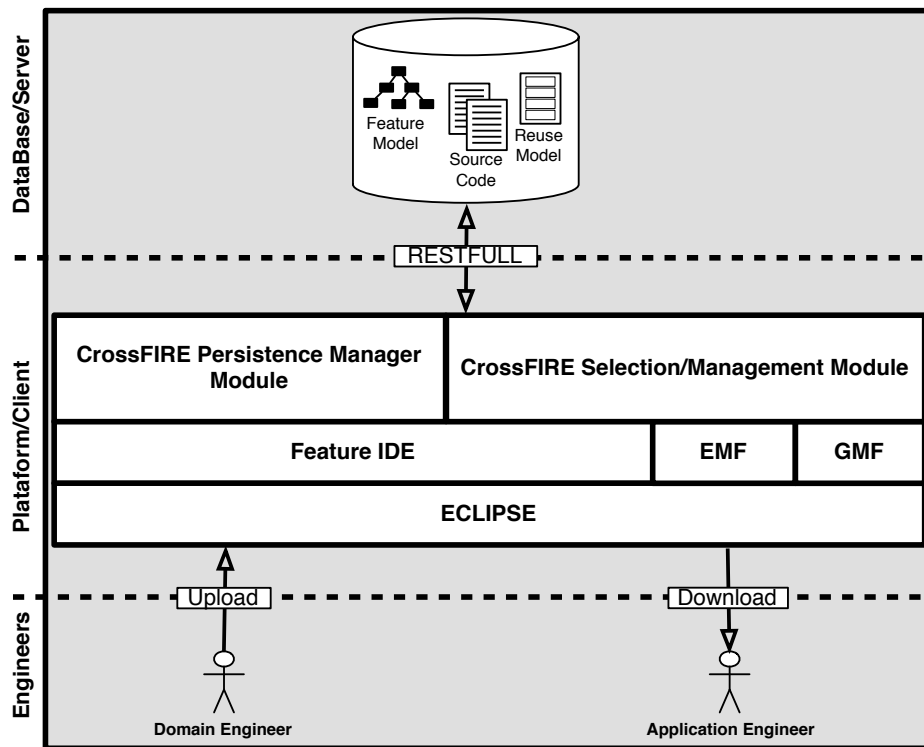 DataBase/Server
Feature
Model
Source
Code
Reuse
Model
RESTFULL
Plataform/Client
CrossFIRE Persistence Manager
Module
CrossFIRE Selection/Management Module
Feature IDE
EMF
GMF
ECLIPSE
Upload
Download
Engineers
Domain Engineer
Application Engineer